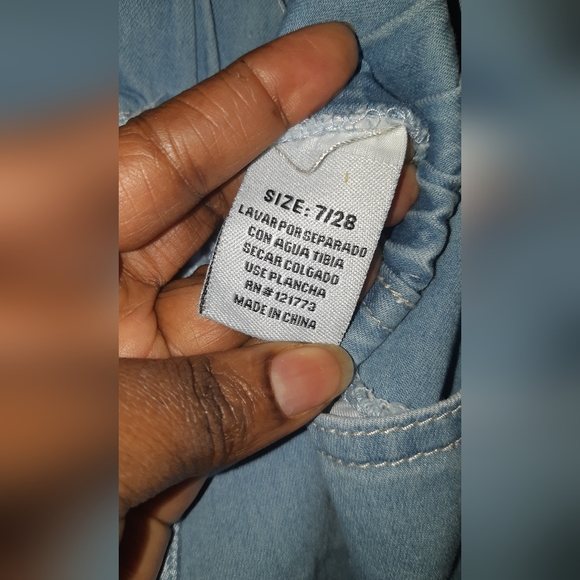 SIZE: 7/28
LAVAR POR SEPARADO
CON AGUA TIBIA
SECAR COLGADO
USE PLANCHA
RN # 121773
MADE IN CHINA